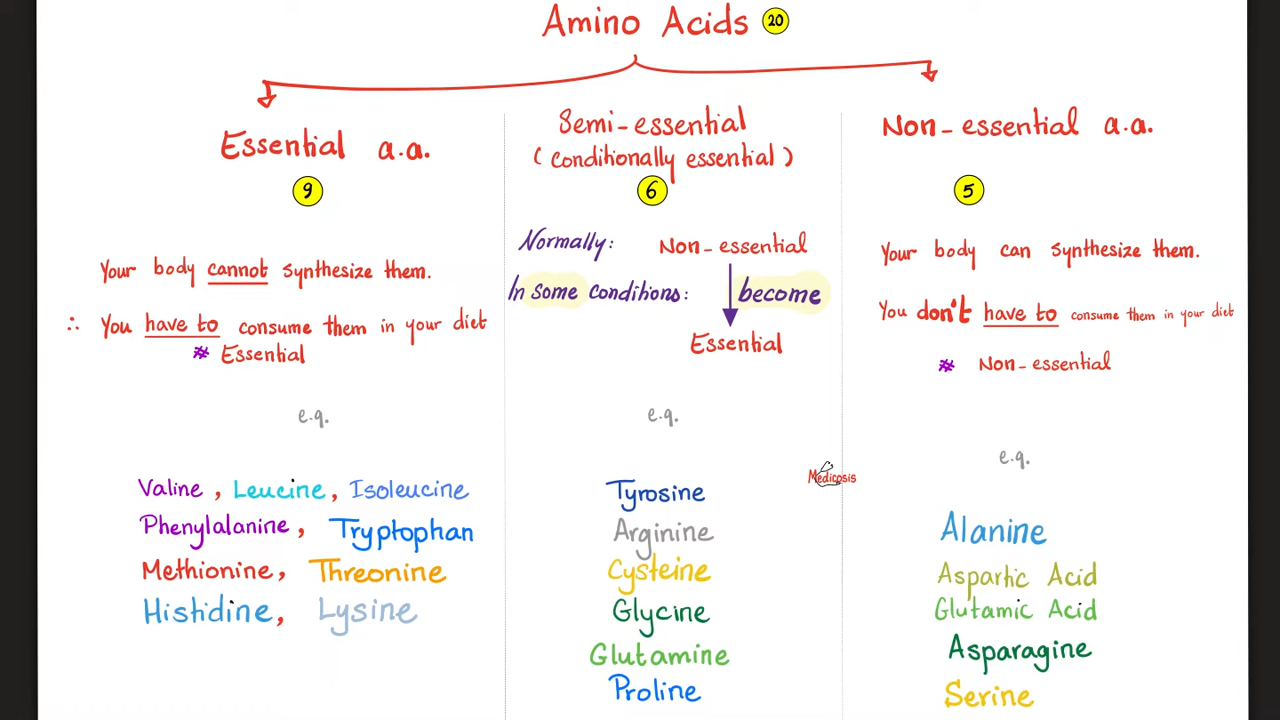 Amino Acids 20
Essential a.a.
9
Your body cannot synthesize them.
∴ You have to consume them in your diet
* Essential
e.g.
Valine, Leucine, Isoleucine
Phenylalanine, Tryptophan
Methionine, Threonine
Histidine, Lysine
Semi-essential
(conditionally essential)
6
Normally: Non-essential
In some conditions: become
Essential
e.g.
Tyrosine
Arginine
Cysteine
Glycine
Glutamine
Proline
Medicosis
Non-essential a.a.
5
Your body can synthesize them.
You don't have to consume them in your diet
* Non-essential
e.g.
Alanine
Aspartic Acid
Glutamic Acid
Asparagine
Serine